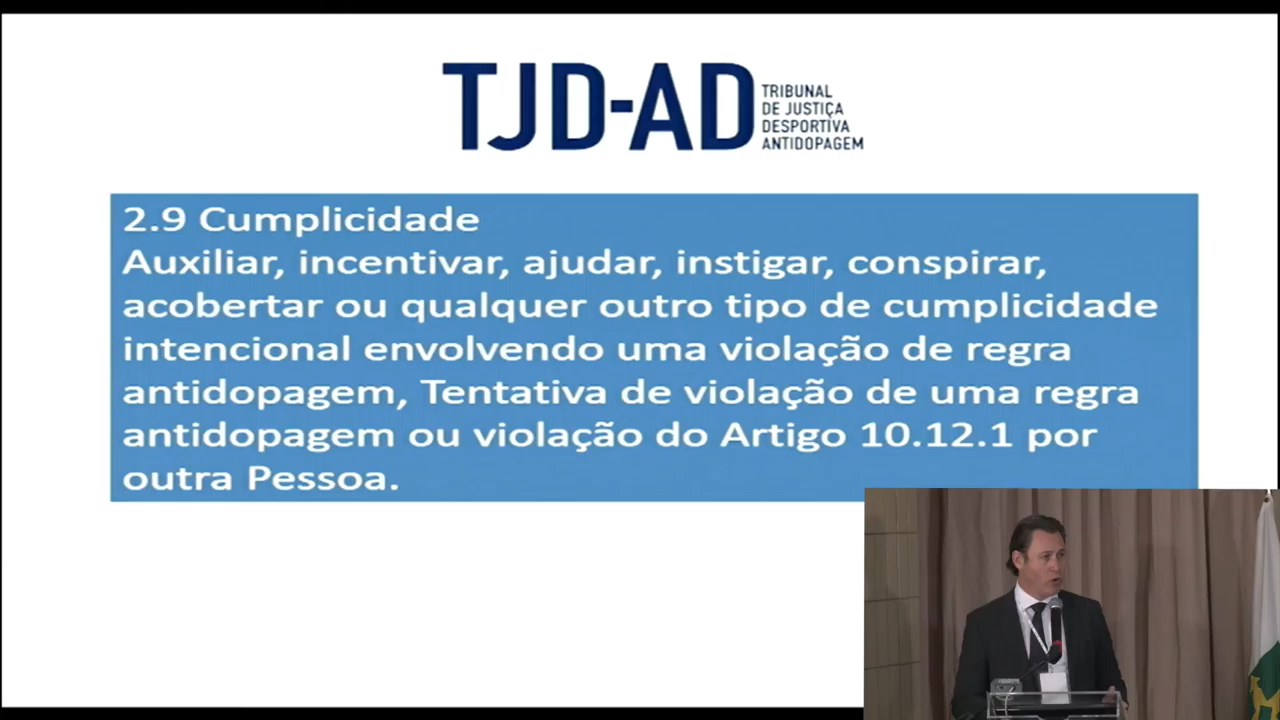 TJD-AD
TRIBUNAL
DE JUSTIÇA
DESPORTIVA
ANTIDOPAGEM
2.9 Cumplicidade
Auxiliar, incentivar, ajudar, instigar, conspirar,
acobertar ou qualquer outro tipo de cumplicidade
intencional envolvendo uma violação de regra
antidopagem, Tentativa de violação de uma regra
antidopagem ou violação do Artigo 10.12.1 por
outra Pessoa.